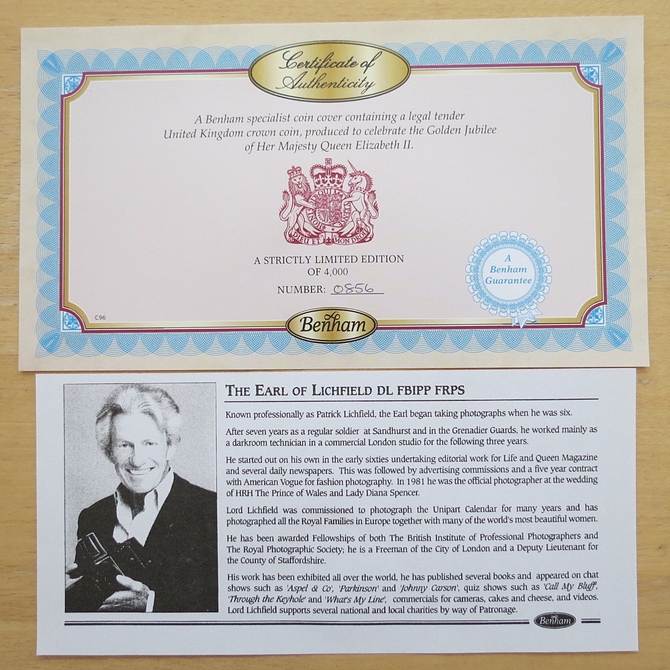 Certificate of
Authenticity
A Benham specialist coin cover containing a legal tender
United Kingdom crown coin, produced to celebrate the Golden Jubilee
of Her Majesty Queen Elizabeth II.
DIEU ET MON DROIT
A STRICTLY LIMITED EDITION
OF 4,000
NUMBER: 0856
A
Benham
Guarantee
C96
Benham
THE EARL OF LICHFIELD DL FBIPP FRPS
Known professionally as Patrick Lichfield, the Earl began taking photographs when he was six.
After seven years as a regular soldier at Sandhurst and in the Grenadier Guards, he worked mainly as
a darkroom technician in a commercial London studio for the following three years.
He started out on his own in the early sixties undertaking editorial work for Life and Queen Magazine
and several daily newspapers. This was followed by advertising commissions and a five year contract
with American Vogue for fashion photography. In 1981 he was the official photographer at the wedding
of HRH The Prince of Wales and Lady Diana Spencer.
Lord Lichfield was commissioned to photograph the Unipart Calendar for many years and has
photographed all the Royal Families in Europe together with many of the world's most beautiful women.
He has been awarded Fellowships of both The British Institute of Professional Photographers and
The Royal Photographic Society; he is a Freeman of the City of London and a Deputy Lieutenant for
the County of Staffordshire.
His work has been exhibited all over the world, he has published several books and appeared on chat
shows such as 'Aspel & Co', 'Parkinson' and 'Johnny Carson', quiz shows such as 'Call My Bluff',
'Through the Keyhole' and 'What's My Line', commercials for cameras, cakes and cheese, and videos.
Lord Lichfield supports several national and local charities by way of Patronage.
Benham